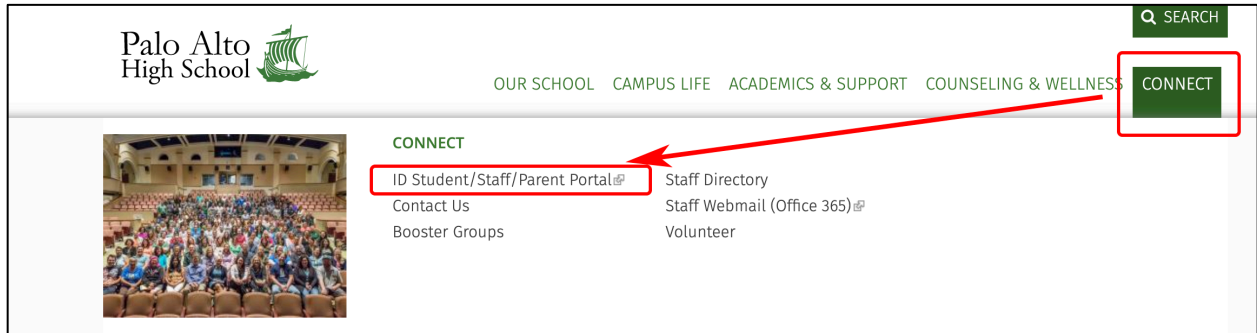 SEARCH
Palo Alto
High School
OUR SCHOOL CAMPUS LIFE ACADEMICS & SUPPORT COUNSELING & WELLNESS CONNECT
CONNECT
ID Student/Staff/Parent Portal Staff Directory
Contact Us Staff Webmail (Office 365)
Booster Groups Volunteer